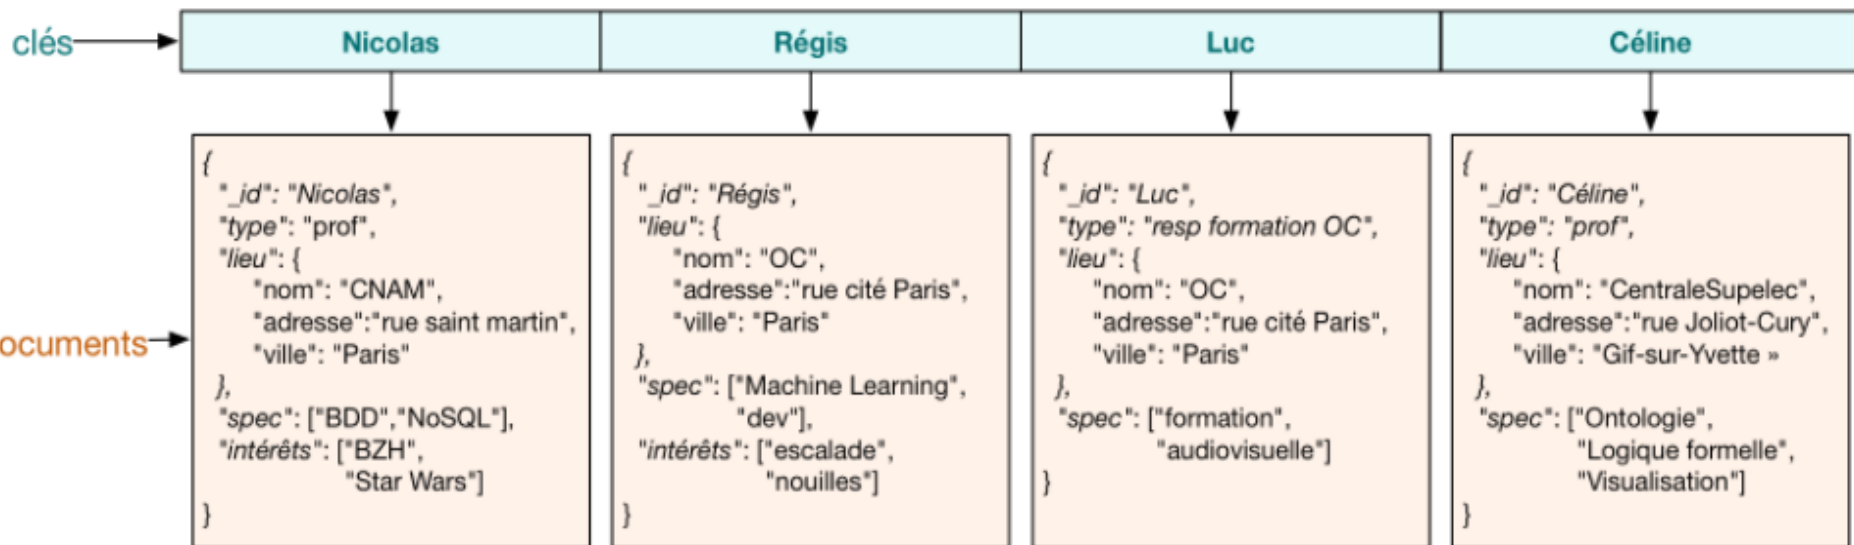 clés
Nicolas
Régis
Luc
Céline
ocuments
{
"_id": "Nicolas",
"type": "prof",
"lieu": {
"nom": "CNAM",
"adresse":"rue saint martin",
"ville": "Paris"
},
"spec": ["BDD","NoSQL"],
"intérêts": ["BZH",
"Star Wars"]
}
{
"_id": "Régis",
"lieu": {
"nom": "OC",
"adresse":"rue cité Paris",
"ville": "Paris"
},
"spec": ["Machine Learning",
"dev"],
"intérêts": ["escalade",
"nouilles"]
}
{
"_id": "Luc",
"type": "resp formation OC",
"lieu": {
"nom": "OC",
"adresse":"rue cité Paris",
"ville": "Paris"
},
"spec": ["formation",
"audiovisuelle"]
}
{
"_id": "Céline",
"type": "prof",
"lieu": {
"nom": "CentraleSupelec",
"adresse":"rue Joliot-Cury",
"ville": "Gif-sur-Yvette »
},
"spec": ["Ontologie",
"Logique formelle",
"Visualisation"]
}